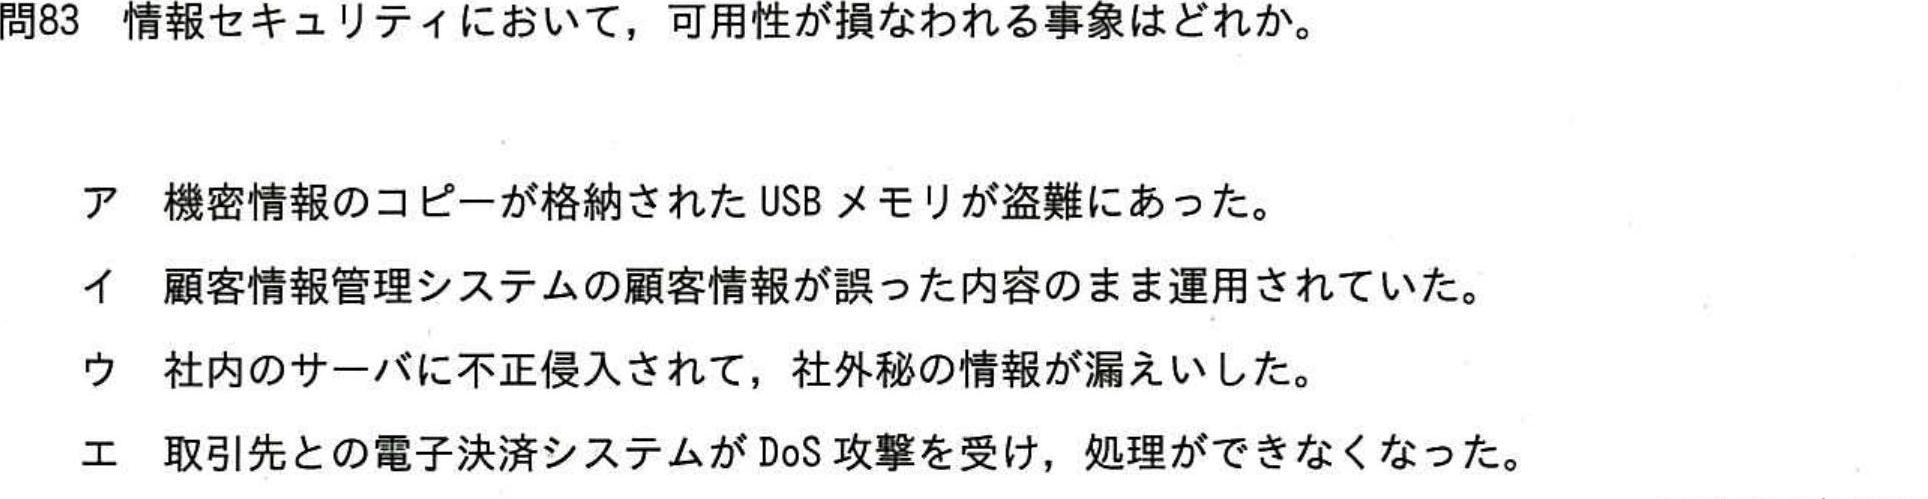 問83　情報セキュリティにおいて，可用性が損なわれる事象はどれか。
ア　機密情報のコピーが格納された USB メモリが盗難にあった。
イ　顧客情報管理システムの顧客情報が誤った内容のまま運用されていた。
ウ　社内のサーバに不正侵入されて，社外秘の情報が漏えいした。
エ　取引先との電子決済システムが DoS 攻撃を受け，処理ができなくなった。